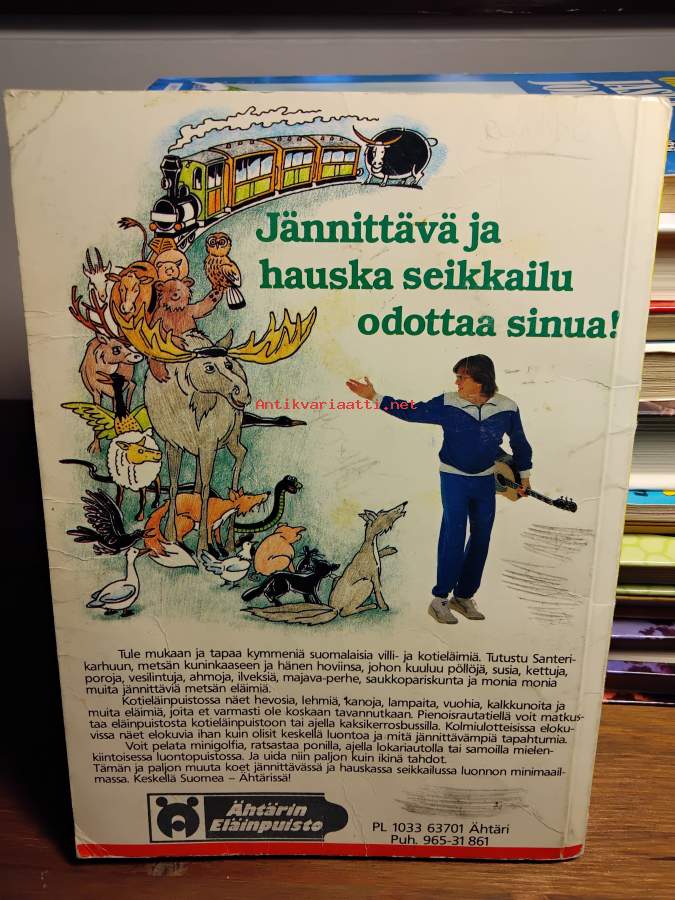 Jännittävä ja
hauska seikkailu
odottaa sinua!
Antikvariaatti.net
Tule mukaan ja tapaa kymmeniä suomalaisia villi- ja kotieläimiä. Tutustu Santeri-
karhuun, metsän kuninkaaseen ja hänen hoviinsa, johon kuuluu pöllöjä, susia, kettuja,
poroja, vesilintuja, ahmoja, ilveksiä, majava-perhe, saukkopariskunta ja monia monia
muita jännittäviä metsän eläimiä.
Kotieläinpuistossa näet hevosia, lehmiä, kanoja, lampaita, vuohia, kalkkunoita ja
muita eläimiä, joita et varmasti ole koskaan tavannutkaan. Pienoisrautatiellä voit matkus-
taa eläinpuistosta kotieläinpuistoon tai ajella kaksikerrosbussilla. Kolmiulotteisissa eloku-
vissa näet elokuvia ihan kuin olisit keskellä luontoa ja mitä jännittävämpiä tapahtumia.
Voit pelata minigolfia, ratsastaa ponilla, ajella lokariautolla tai samoilla mielen-
kiintoisessa luontopuistossa. Ja uida niin paljon kuin ikinä tahdot.
Tämän ja paljon muuta koet jännittävässä ja hauskassa seikkailussa luonnon minimaail-
massa. Keskellä Suomea – Ähtärissä!
Ähtärin
Eläinpuisto
PL 1033 63701 Ähtäri
Puh. 965-31 861